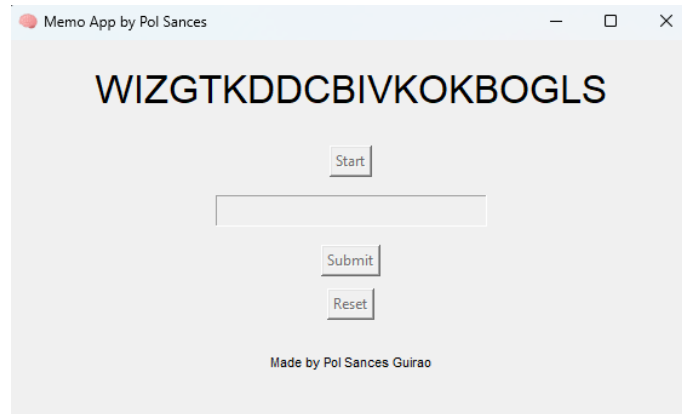 Memo App by Pol Sances
WIZGTKDDCBIVKOKBOGLS
Start
Submit
Reset
Made by Pol Sances Guirao